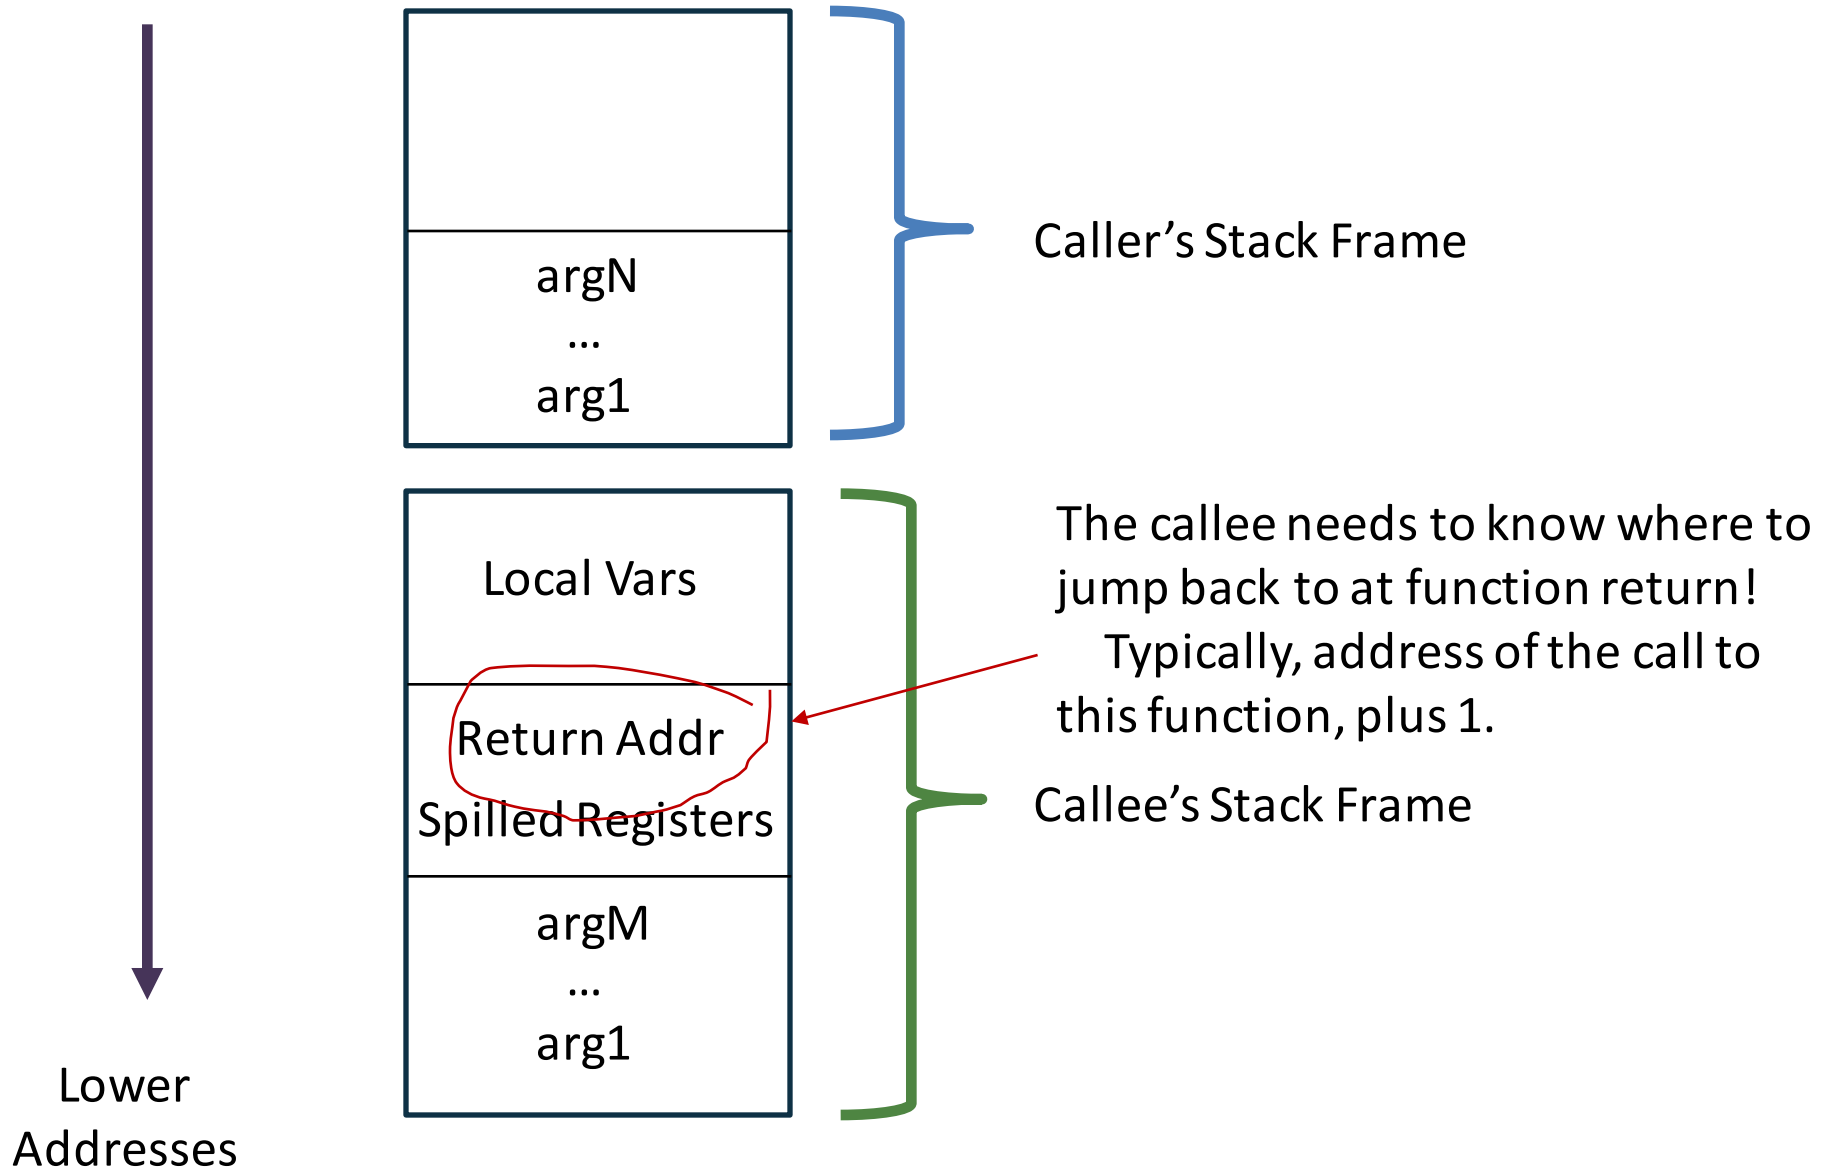 argN
...
arg1
Caller’s Stack Frame
Local Vars
Return Addr
Spilled Registers
argM
...
arg1
The callee needs to know where to
jump back to at function return!
Typically, address of the call to
this function, plus 1.
Callee’s Stack Frame
Lower
Addresses